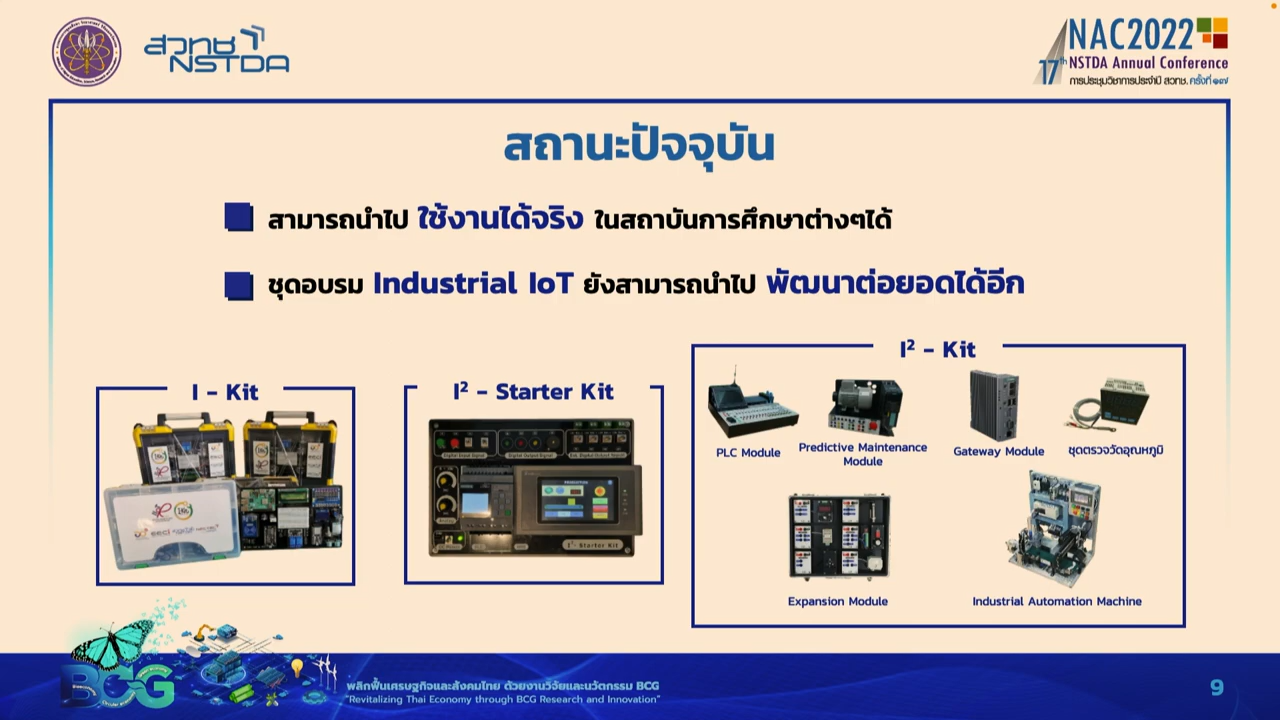 สวทช
NSTDA
NAC2022
17th NSTDA Annual Conference
การประชุมวิชาการประจำปี สวทช. ครั้งที่ ๑๗
สถานะปัจจุบัน
สามารถนำไป ใช้งานได้จริง ในสถาบันการศึกษาต่างๆได้
ชุดอบรม Industrial IoT ยังสามารถนำไป พัฒนาต่อยอดได้อีก
I - Kit
I² - Starter Kit
Digital Input Signal
Digital Output Signal
I² - Starter Kit
I² - Kit
PLC Module
Predictive Maintenance
Module
Gateway Module
ชุดตรวจวัดอุณหภูมิ
Expansion Module
Industrial Automation Machine
BCG
พลิกฟื้นเศรษฐกิจและสังคมไทย ด้วยงานวิจัยและนวัตกรรม BCG
"Revitalizing Thai Economy through BCG Research and Innovation"
9